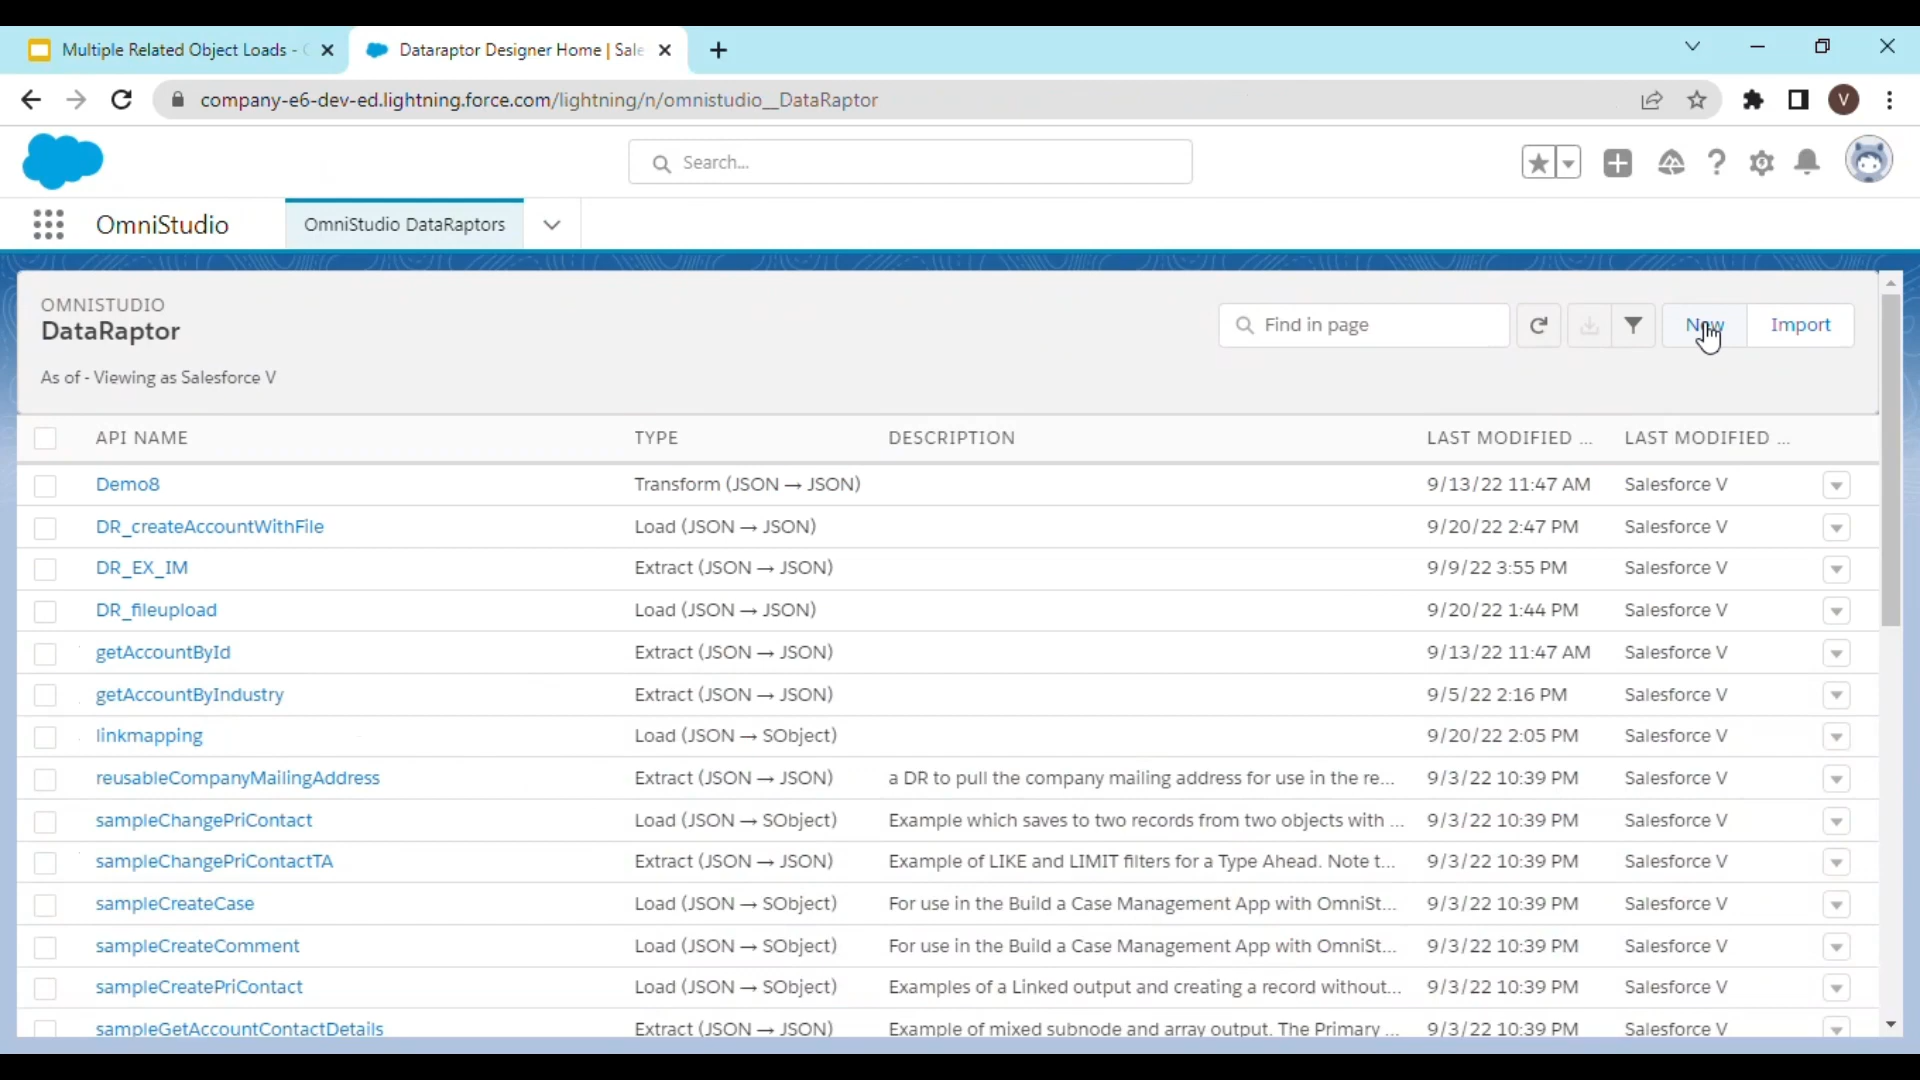 Multiple Related Object Loads -
Dataraptor Designer Home | Sale
company-e6-dev-ed.lightning.force.com/lightning/n/omnistudio__DataRaptor
V
Search...
OmniStudio
OmniStudio DataRaptors
OMNISTUDIO
DataRaptor
As of - Viewing as Salesforce V
Find in page
New
Import
API NAME TYPE DESCRIPTION LAST MODIFIED ... LAST MODIFIED ...
Demo8 Transform (JSON → JSON) 9/13/22 11:47 AM Salesforce V
DR_createAccountWithFile Load (JSON → JSON) 9/20/22 2:47 PM Salesforce V
DR_EX_IM Extract (JSON → JSON) 9/9/22 3:55 PM Salesforce V
DR_fileupload Load (JSON → JSON) 9/20/22 1:44 PM Salesforce V
getAccountById Extract (JSON → JSON) 9/13/22 11:47 AM Salesforce V
getAccountByIndustry Extract (JSON → JSON) 9/5/22 2:16 PM Salesforce V
linkmapping Load (JSON → SObject) 9/20/22 2:05 PM Salesforce V
reusableCompanyMailingAddress Extract (JSON → JSON) a DR to pull the company mailing address for use in the re... 9/3/22 10:39 PM Salesforce V
sampleChangePriContact Load (JSON → SObject) Example which saves to two records from two objects with ... 9/3/22 10:39 PM Salesforce V
sampleChangePriContactTA Extract (JSON → JSON) Example of LIKE and LIMIT filters for a Type Ahead. Note t... 9/3/22 10:39 PM Salesforce V
sampleCreateCase Load (JSON → SObject) For use in the Build a Case Management App with OmniSt... 9/3/22 10:39 PM Salesforce V
sampleCreateComment Load (JSON → SObject) For use in the Build a Case Management App with OmniSt... 9/3/22 10:39 PM Salesforce V
sampleCreatePriContact Load (JSON → SObject) Examples of a Linked output and creating a record without... 9/3/22 10:39 PM Salesforce V
sampleGetAccountContactDetails Extract (JSON → JSON) Example of mixed subnode and array output. The Primary ... 9/3/22 10:39 PM Salesforce V